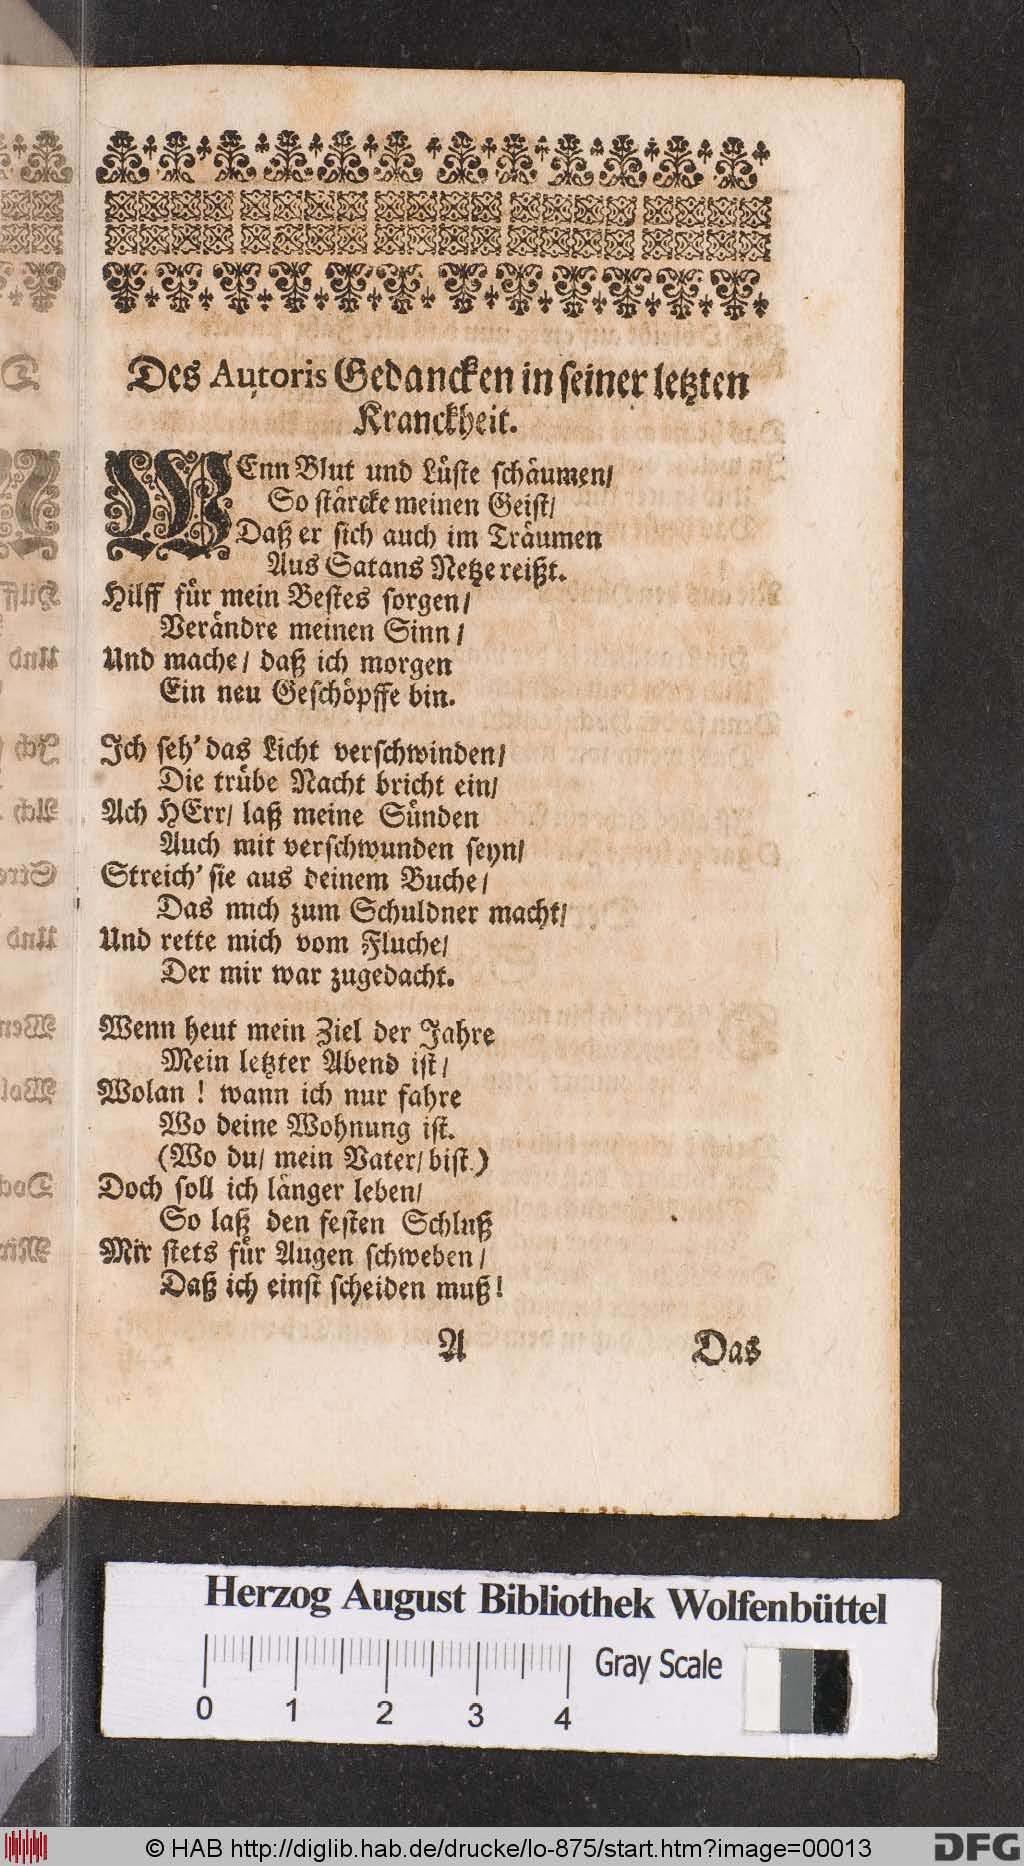 Des Autoris Gedancken in seiner letzten
Kranckheit.
WEnn Blut und Lüste schäumen/
So stärcke meinen Geist/
Daß er sich auch im Träumen
Aus Satans Netze reißt.
Hilff für mein Bestes sorgen/
Verändre meinen Sinn/
Und mache/ daß ich morgen
Ein neu Geschöpffe bin.
Ich seh' das Licht verschwinden/
Die trübe Nacht bricht ein/
Ach HErr/ laß meine Sünden
Auch mit verschwunden seyn/
Streich' sie aus deinem Buche/
Das mich zum Schuldner macht/
Und rette mich vom Fluche/
Der mir war zugedacht.
Wenn heut mein Ziel der Jahre
Mein letzter Abend ist/
Wolan ! wann ich nur fahre
Wo deine Wohnung ist.
(Wo du/ mein Vater/ bist.)
Doch soll ich länger leben/
So laß den festen Schluß
Mir stets für Augen schweben/
Daß ich einst scheiden muß!
A Das
Herzog August Bibliothek Wolfenbüttel
Gray Scale
0 1 2 3 4
© HAB http://diglib.hab.de/drucke/lo-875/start.htm?image=00013
DFG